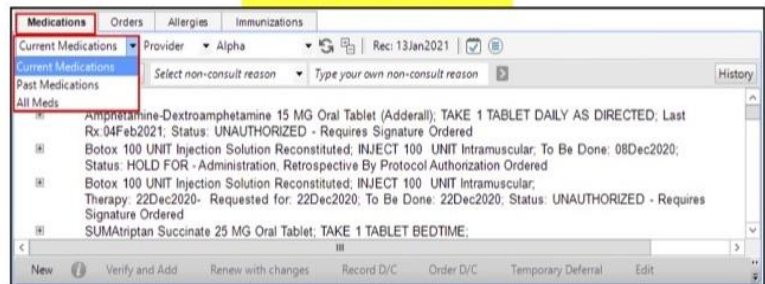 Medications Orders Allergies Immunizations
Current Medications Provider Alpha Rec: 13Jan2021
Current Medications
Select non-consult reason Type your own non-consult reason History
Past Medications
All Meds
Amphetamine-Dextroamphetamine 15 MG Oral Tablet (Adderall); TAKE 1 TABLET DAILY AS DIRECTED; Last
Rx:04Feb2021; Status: UNAUTHORIZED - Requires Signature Ordered
Botox 100 UNIT Injection Solution Reconstituted; INJECT 100 UNIT Intramuscular; To Be Done: 08Dec2020;
Status: HOLD FOR - Administration, Retrospective By Protocol Authorization Ordered
Botox 100 UNIT Injection Solution Reconstituted; INJECT 100 UNIT Intramuscular;
Therapy: 22Dec2020- Requested for: 22Dec2020; To Be Done: 22Dec2020; Status: UNAUTHORIZED - Requires
Signature Ordered
SUMAtriptan Succinate 25 MG Oral Tablet; TAKE 1 TABLET BEDTIME;
New Verify and Add Renew with changes Record D/C Order D/C Temporary Deferral Edit